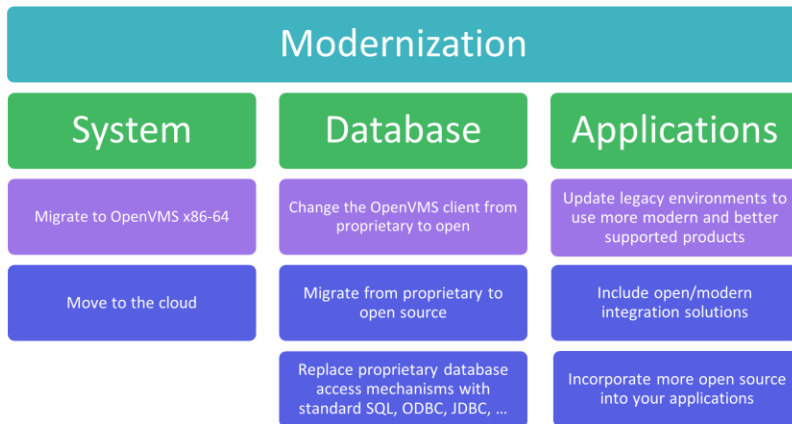 Modernization
System
Database
Applications
Migrate to OpenVMS x86-64
Change the OpenVMS client from
proprietary to open
Update legacy environments to
use more modern and better
supported products
Move to the cloud
Migrate from proprietary to
open source
Include open/modern
integration solutions
Replace proprietary database
access mechanisms with
standard SQL, ODBC, JDBC, ...
Incorporate more open source
into your applications